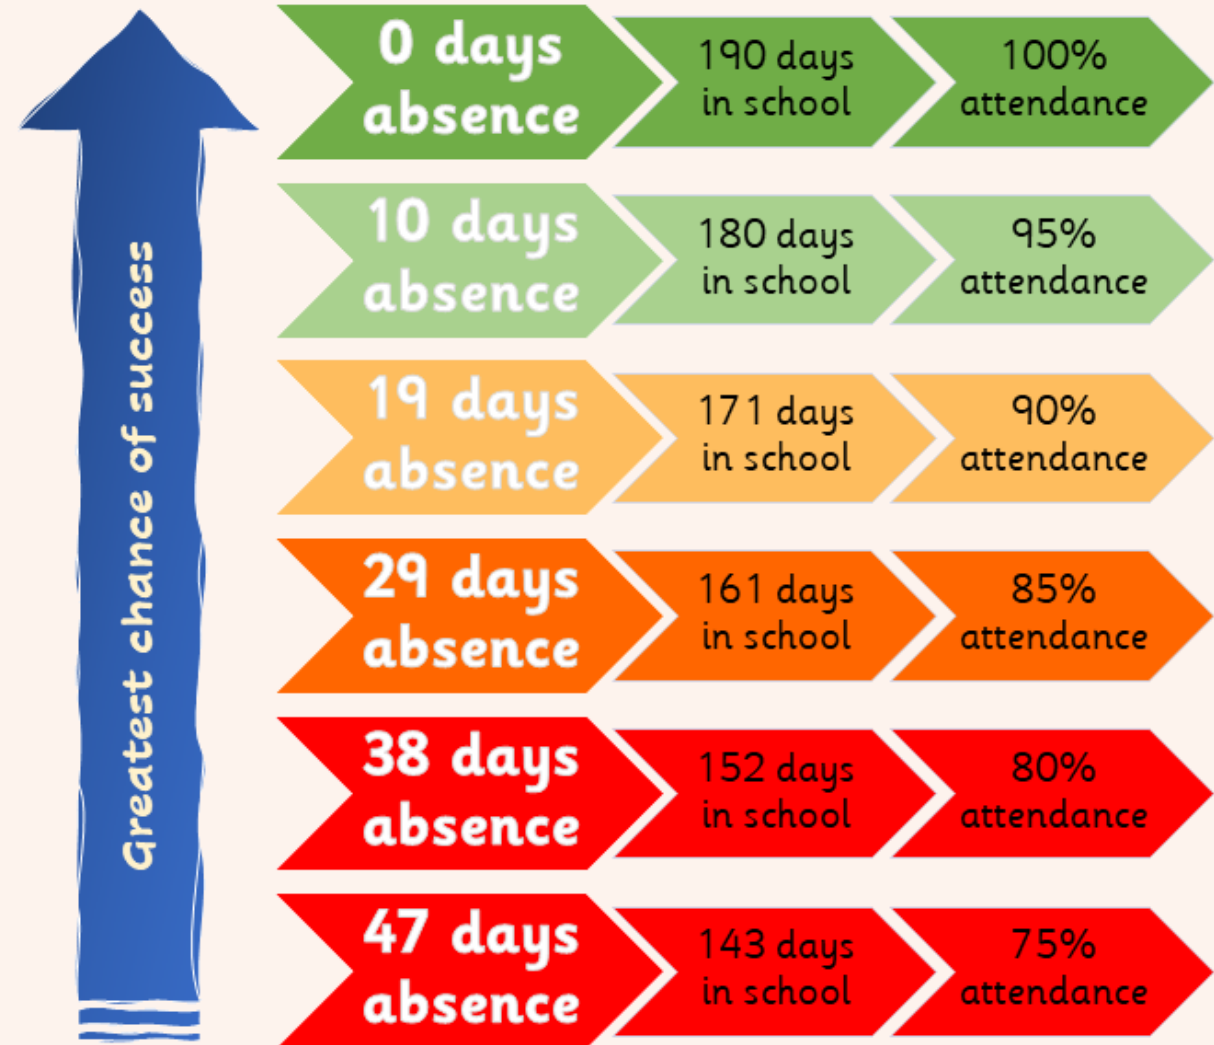 Greatest chance of success
0 days
absence
190 days
in school
100%
attendance
10 days
absence
180 days
in school
95%
attendance
19 days
absence
171 days
in school
90%
attendance
29 days
absence
161 days
in school
85%
attendance
38 days
absence
152 days
in school
80%
attendance
47 days
absence
143 days
in school
75%
attendance